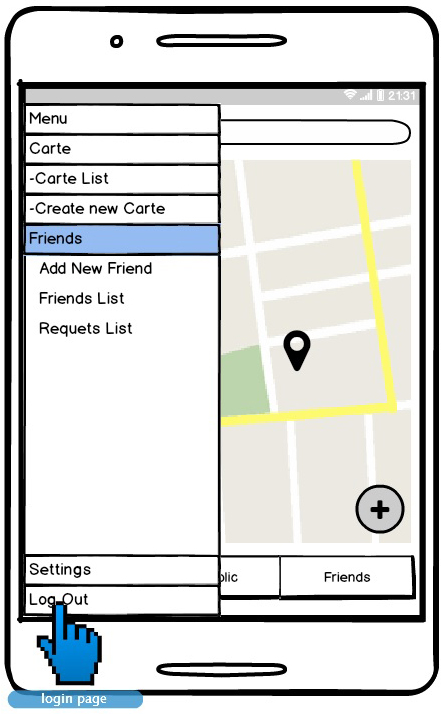 21:31
Menu
Carte
-Carte List
-Create new Carte
Friends
Add New Friend
Friends List
Requets List
Settings
blic Friends
Log Out
login page